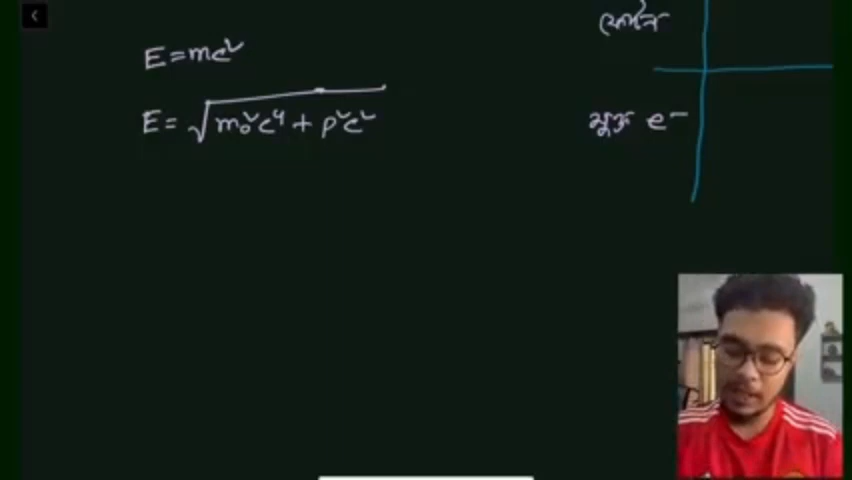 E = mc²
E = √(m₀²c⁴ + p²c²)
ফোটন
মুক্ত e⁻